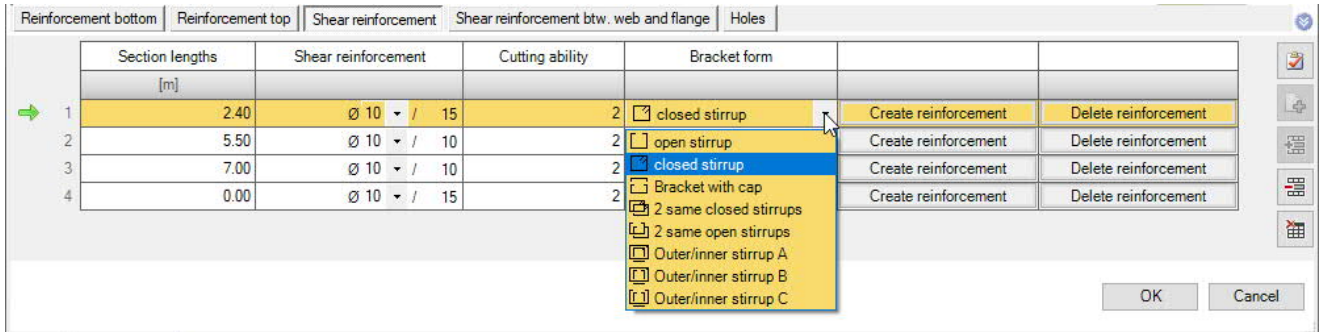 Reinforcement bottom Reinforcement top Shear reinforcement Shear reinforcement btw. web and flange Holes
Section lengths Shear reinforcement Cutting ability Bracket form
[m]
1 2.40 Ø 10 / 15 2 closed stirrup Create reinforcement Delete reinforcement
2 5.50 Ø 10 / 10 2 open stirrup Create reinforcement Delete reinforcement
3 7.00 Ø 10 / 10 2 closed stirrup Create reinforcement Delete reinforcement
4 0.00 Ø 10 / 15 2 Bracket with cap Create reinforcement Delete reinforcement
2 same closed stirrups
2 same open stirrups
Outer/inner stirrup A
Outer/inner stirrup B
Outer/inner stirrup C
OK Cancel